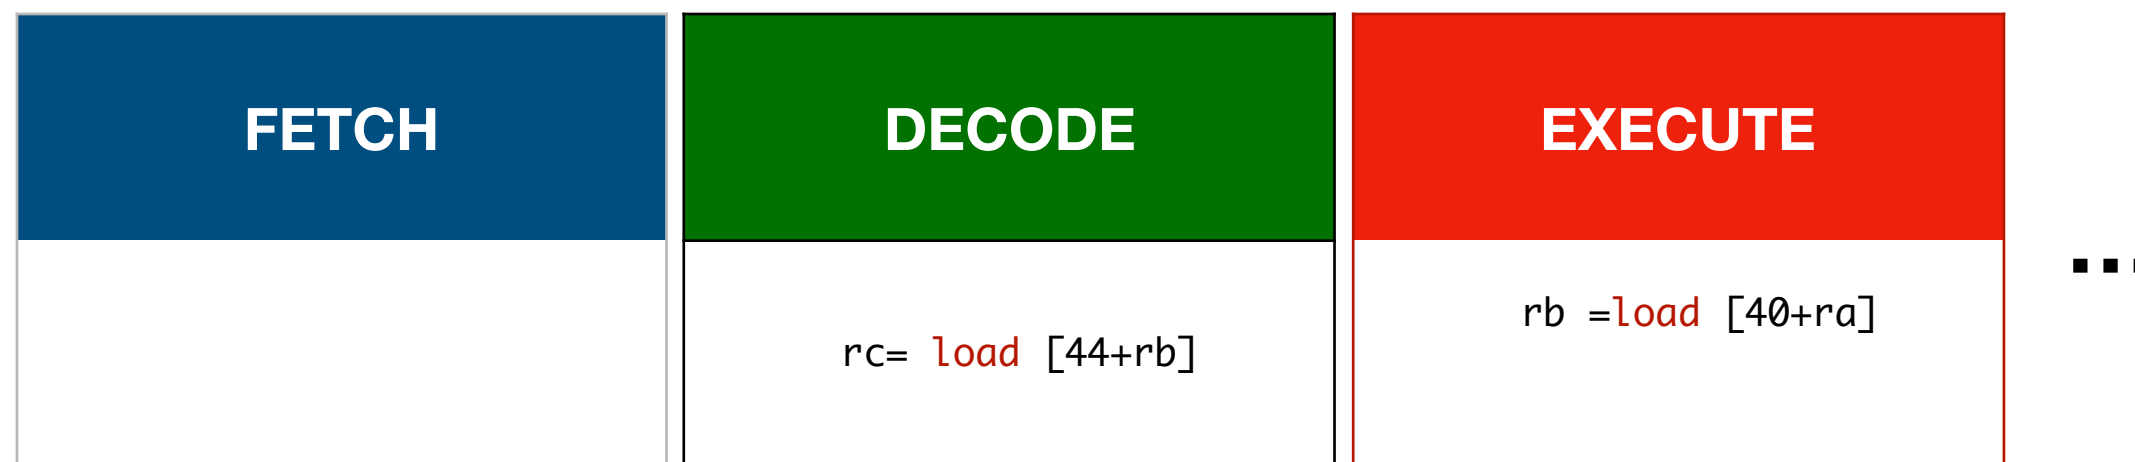 FETCH
DECODE
EXECUTE
rc= load [44+rb]
rb =load [40+ra]
...